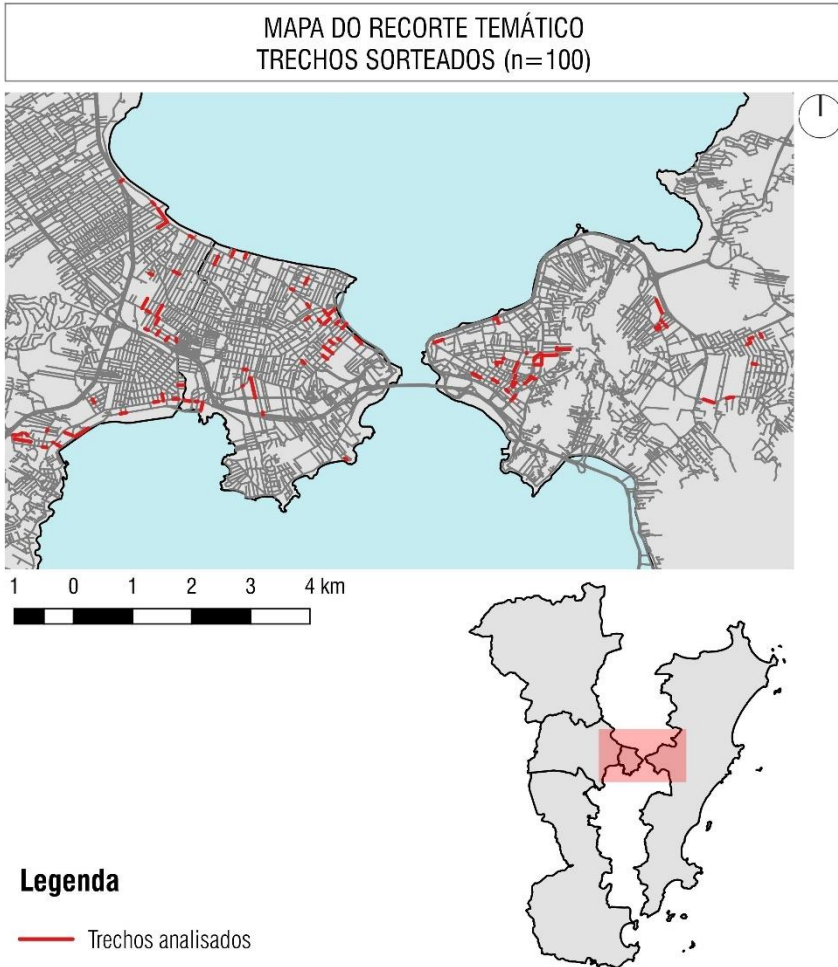 MAPA DO RECORTE TEMÁTICO
TRECHOS SORTEADOS (n=100)
1 0 1 2 3 4 km
Legenda
Trechos analisados